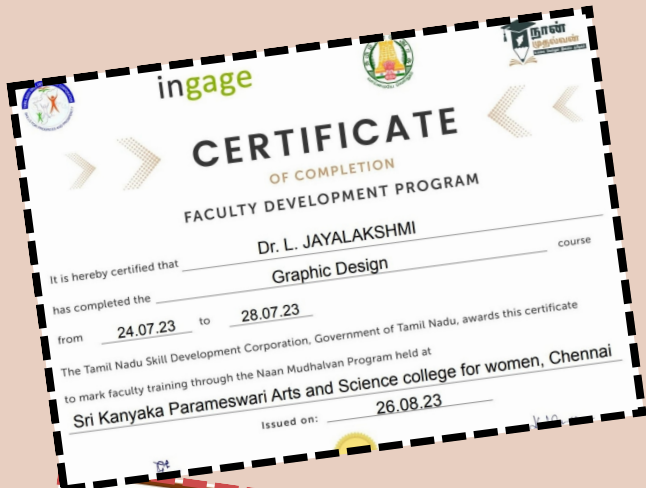 ingage
நான்
முதல்வன்
CERTIFICATE
OF COMPLETION
FACULTY DEVELOPMENT PROGRAM
It is hereby certified that Dr. L. JAYALAKSHMI
has completed the Graphic Design course
from 24.07.23 to 28.07.23
The Tamil Nadu Skill Development Corporation, Government of Tamil Nadu, awards this certificate
to mark faculty training through the Naan Mudhalvan Program held at
Sri Kanyaka Parameswari Arts and Science college for women, Chennai
Issued on: 26.08.23